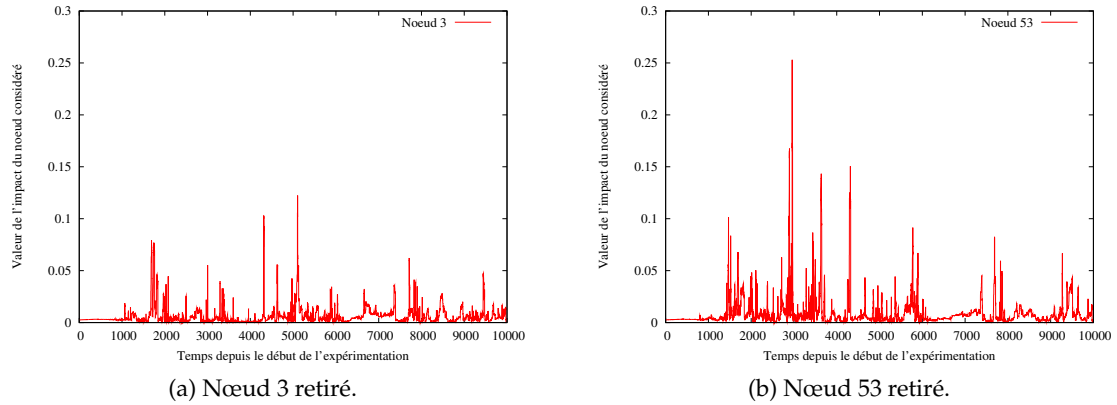 0.3
Noeud 3
0.25
0.2
0.15
0.1
0.05
0
Valeur de l'impact du noeud considéré
0 1000 2000 3000 4000 5000 6000 7000 8000 9000 10000
Temps depuis le début de l'expérimentation
(a) Nœud 3 retiré.
0.3
Noeud 53
0.25
0.2
0.15
0.1
0.05
0
Valeur de l'impact du noeud considéré
0 1000 2000 3000 4000 5000 6000 7000 8000 9000 10000
Temps depuis le début de l'expérimentation
(b) Nœud 53 retiré.